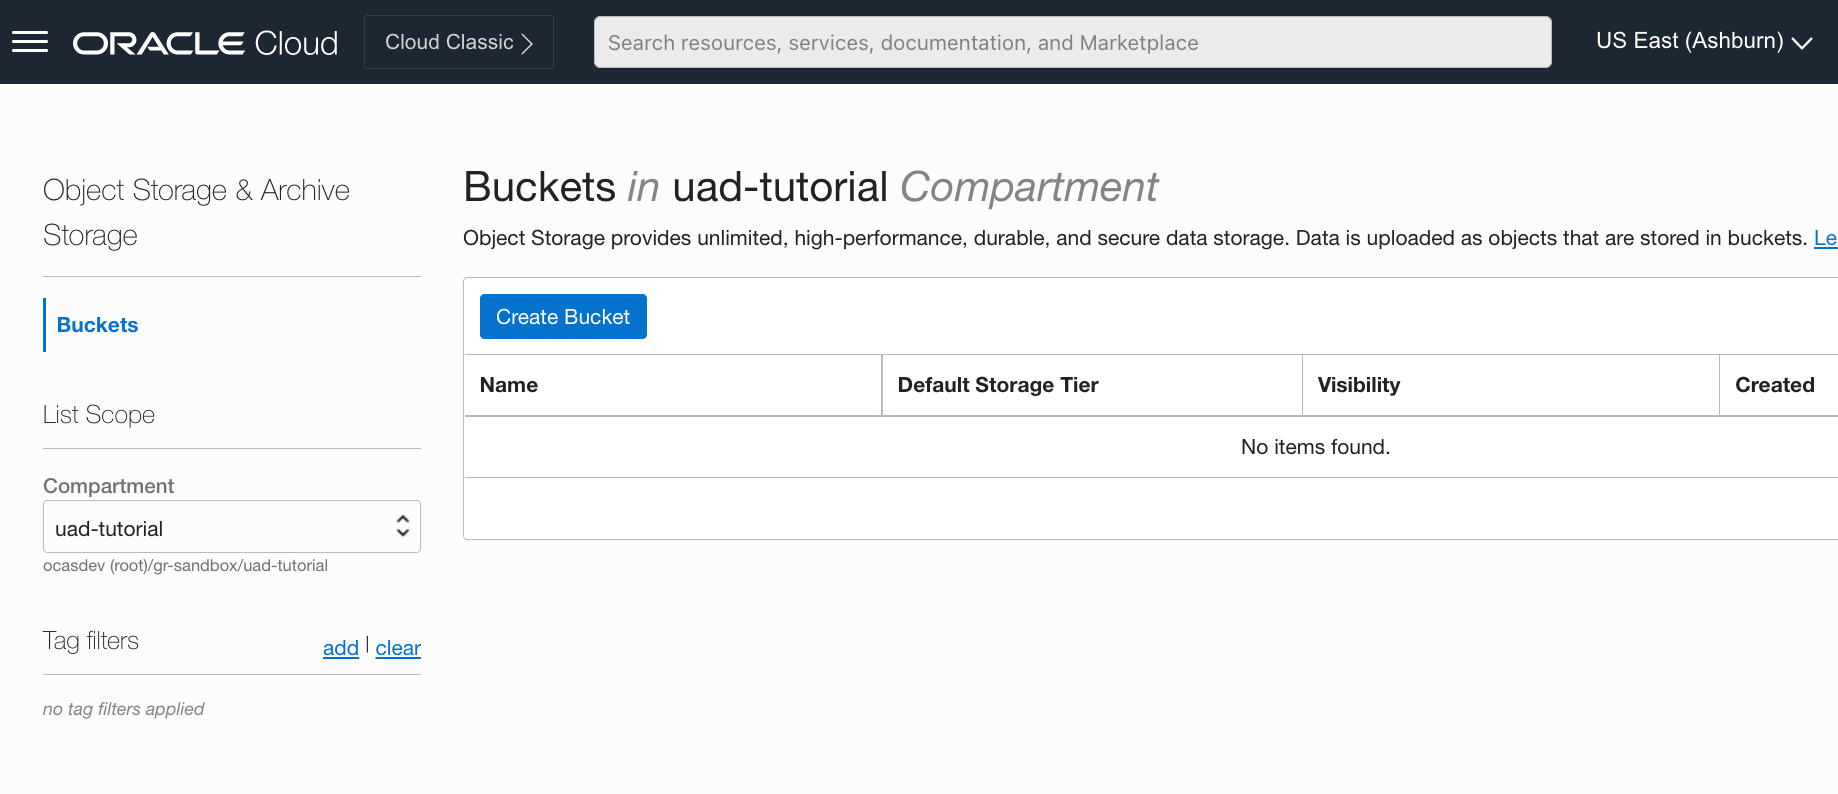 ORACLE Cloud
Cloud Classic
Search resources, services, documentation, and Marketplace
US East (Ashburn)
Object Storage & Archive
Storage
Buckets
List Scope
Compartment
uad-tutorial
ocasdev (root)/gr-sandbox/uad-tutorial
Tag filters
add | clear
no tag filters applied
Buckets in uad-tutorial Compartment
Object Storage provides unlimited, high-performance, durable, and secure data storage. Data is uploaded as objects that are stored in buckets. Le
Create Bucket
Name Default Storage Tier Visibility Created
No items found.